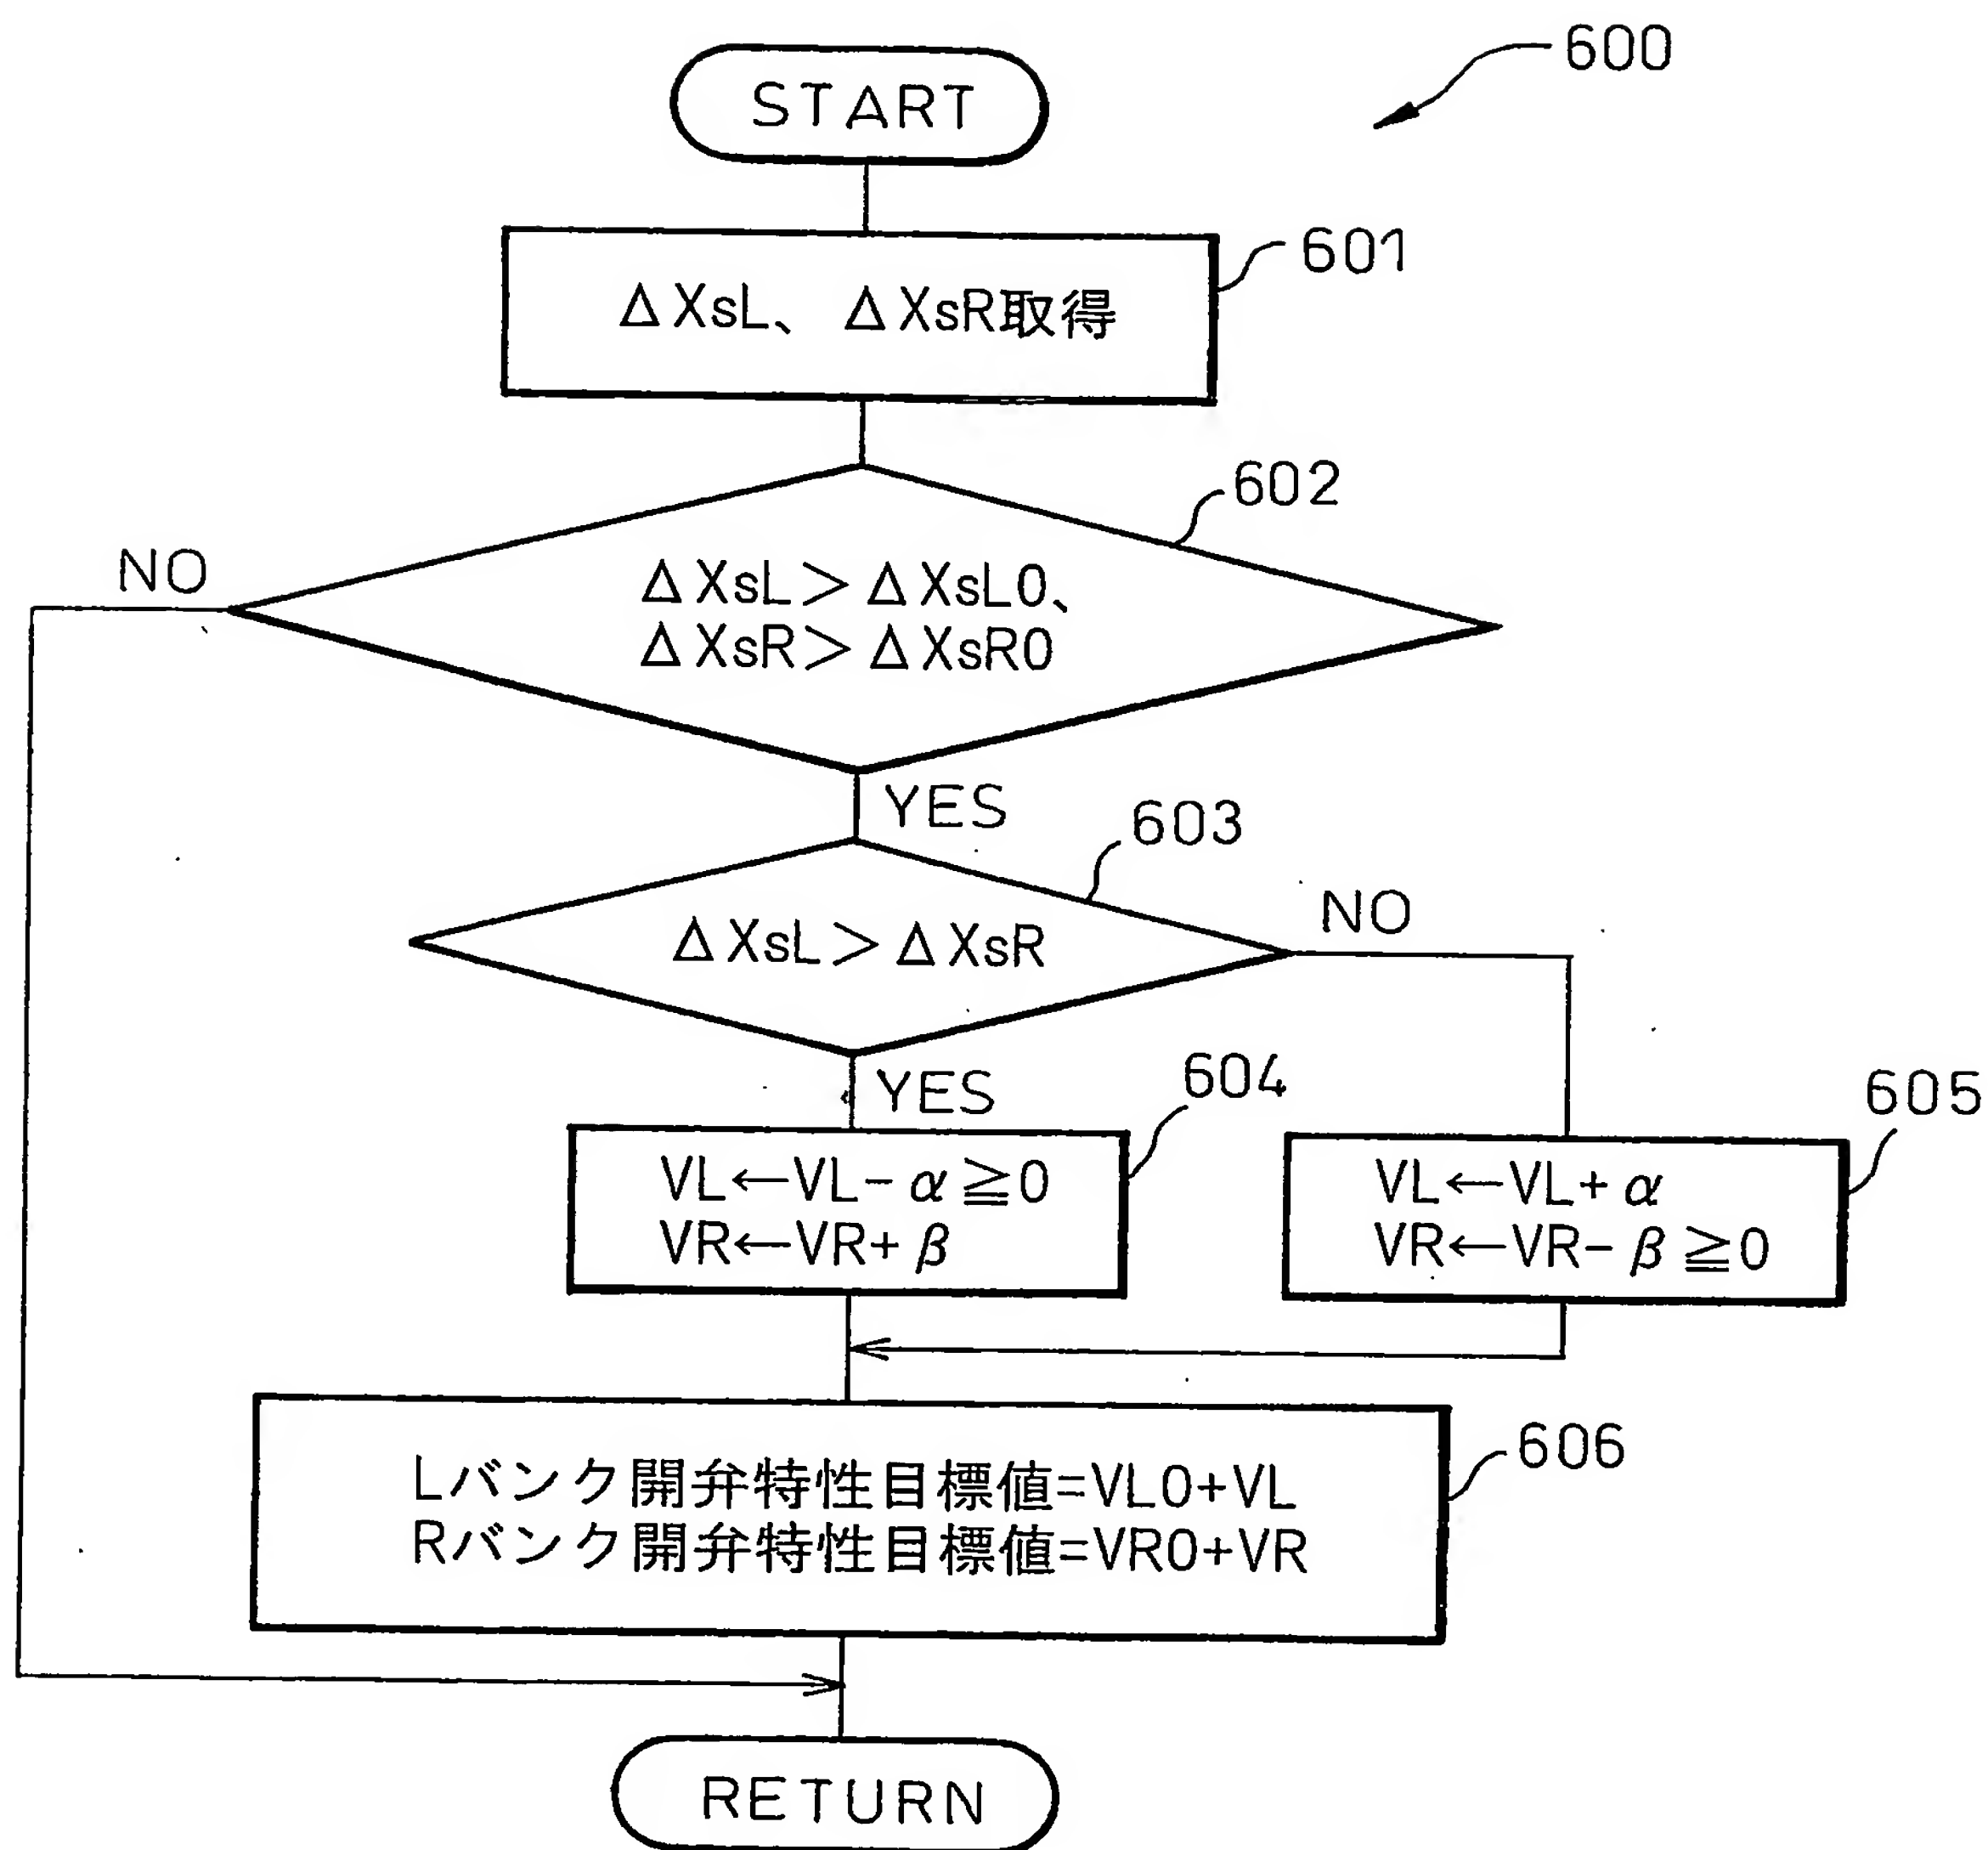 600
START
601
ΔXsL、ΔXsR取得
602
NO
ΔXsL>ΔXsL0、
ΔXsR>ΔXsR0
YES
603
ΔXsL>ΔXsR
NO
YES
604
605
VL←VL-α≧0
VR←VR+β
VL←VL+α
VR←VR-β≧0
606
Lバンク開弁特性目標値=VL0+VL
Rバンク開弁特性目標値=VR0+VR
RETURN